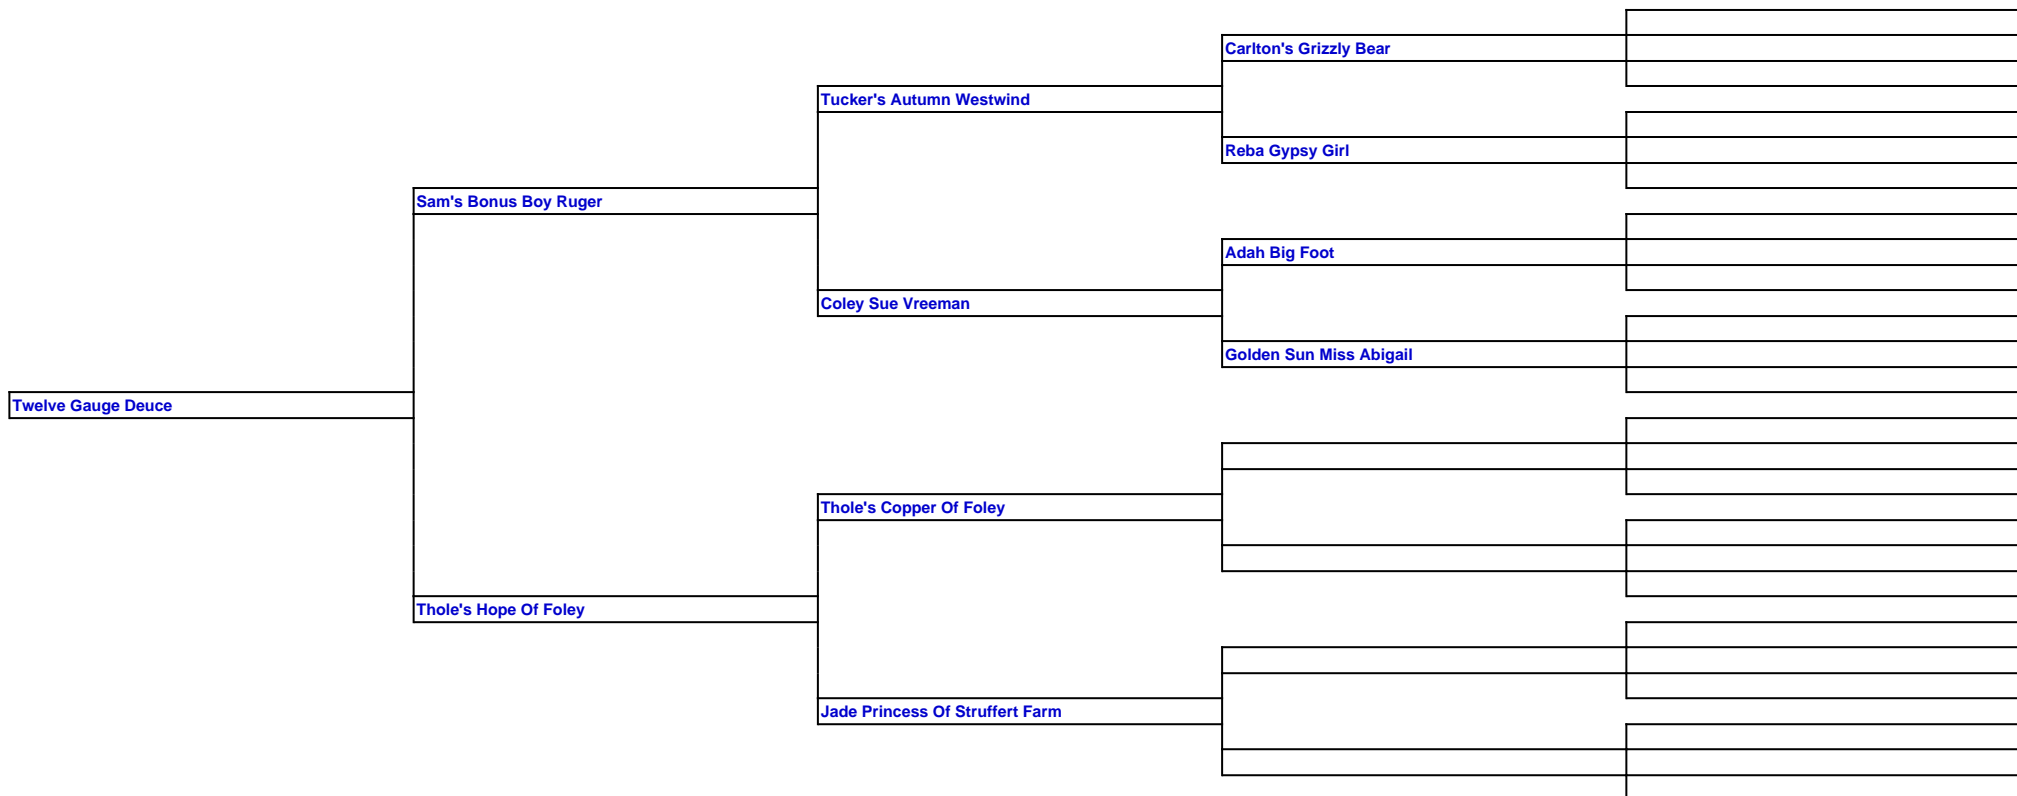 Carlton's Grizzly Bear
Tucker's Autumn Westwind
Reba Gypsy Girl
Sam's Bonus Boy Ruger
Adah Big Foot
Coley Sue Vreeman
Golden Sun Miss Abigail
Twelve Gauge Deuce
Thole's Copper Of Foley
Thole's Hope Of Foley
Jade Princess Of Struffert Farm